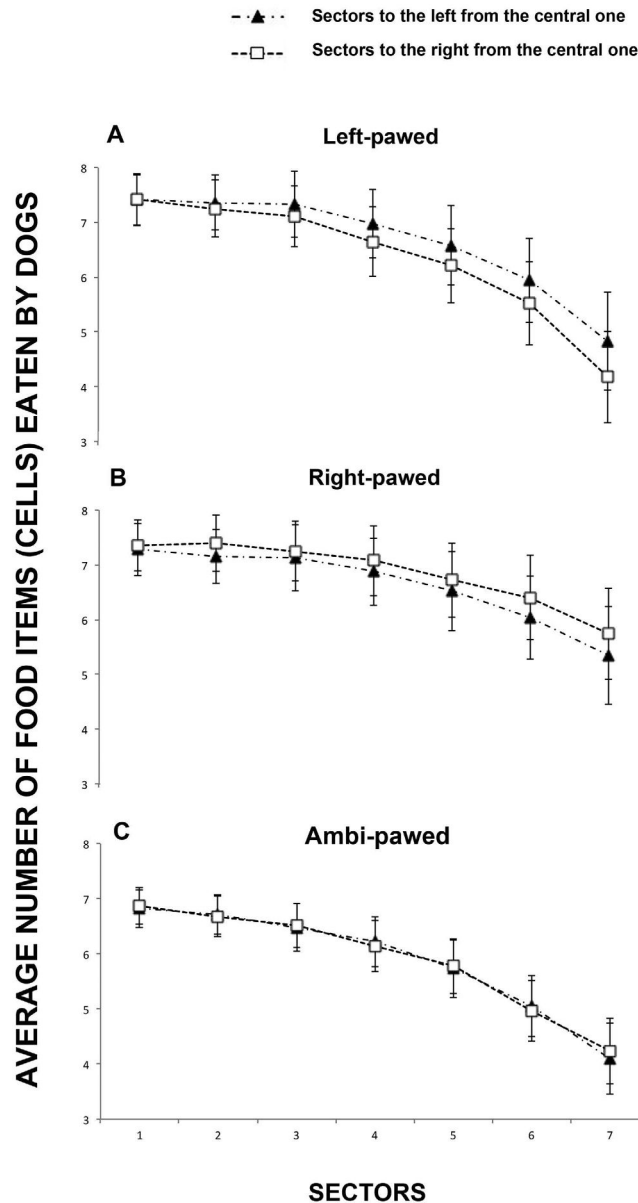 Sectors to the left from the central one
Sectors to the right from the central one
AVERAGE NUMBER OF FOOD ITEMS (CELLS) EATEN BY DOGS
A
Left-pawed
8
7
6
5
4
3
B
Right-pawed
8
7
6
5
4
3
C
Ambi-pawed
8
7
6
5
4
3
1 2 3 4 5 6 7
SECTORS